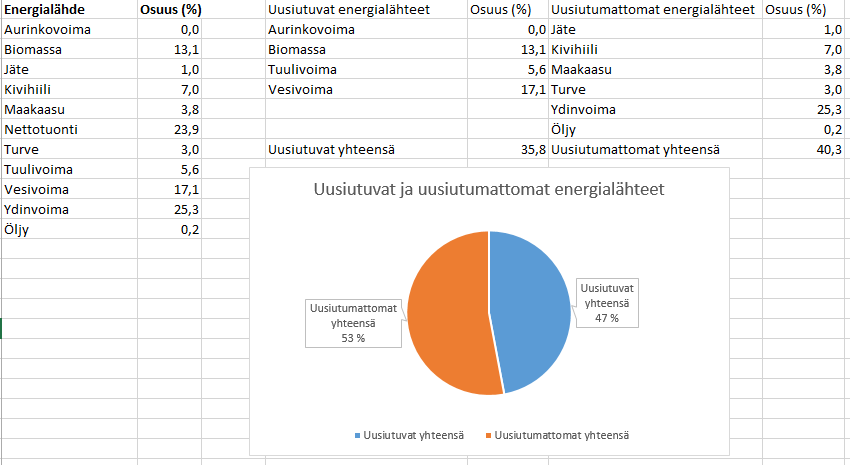 Energialähde Osuus (%) Uusiutuvat energialähteet Osuus (%) Uusiutumattomat energialähteet Osuus (%)
Aurinkovoima 0,0 Aurinkovoima 0,0 Jäte 1,0
Biomassa 13,1 Biomassa 13,1 Kivihiili 7,0
Jäte 1,0 Tuulivoima 5,6 Maakaasu 3,8
Kivihiili 7,0 Vesivoima 17,1 Turve 3,0
Maakaasu 3,8 Ydinvoima 25,3
Nettotuonti 23,9 Öljy 0,2
Turve 3,0 Uusiutuvat yhteensä 35,8 Uusiutumattomat yhteensä 40,3
Tuulivoima 5,6
Vesivoima 17,1
Ydinvoima 25,3
Öljy 0,2
Uusiutuvat ja uusiutumattomat energialähteet
Uusiutuvat
yhteensä
47 %
Uusiutumattomat
yhteensä
53 %
Uusiutuvat yhteensä Uusiutumattomat yhteensä